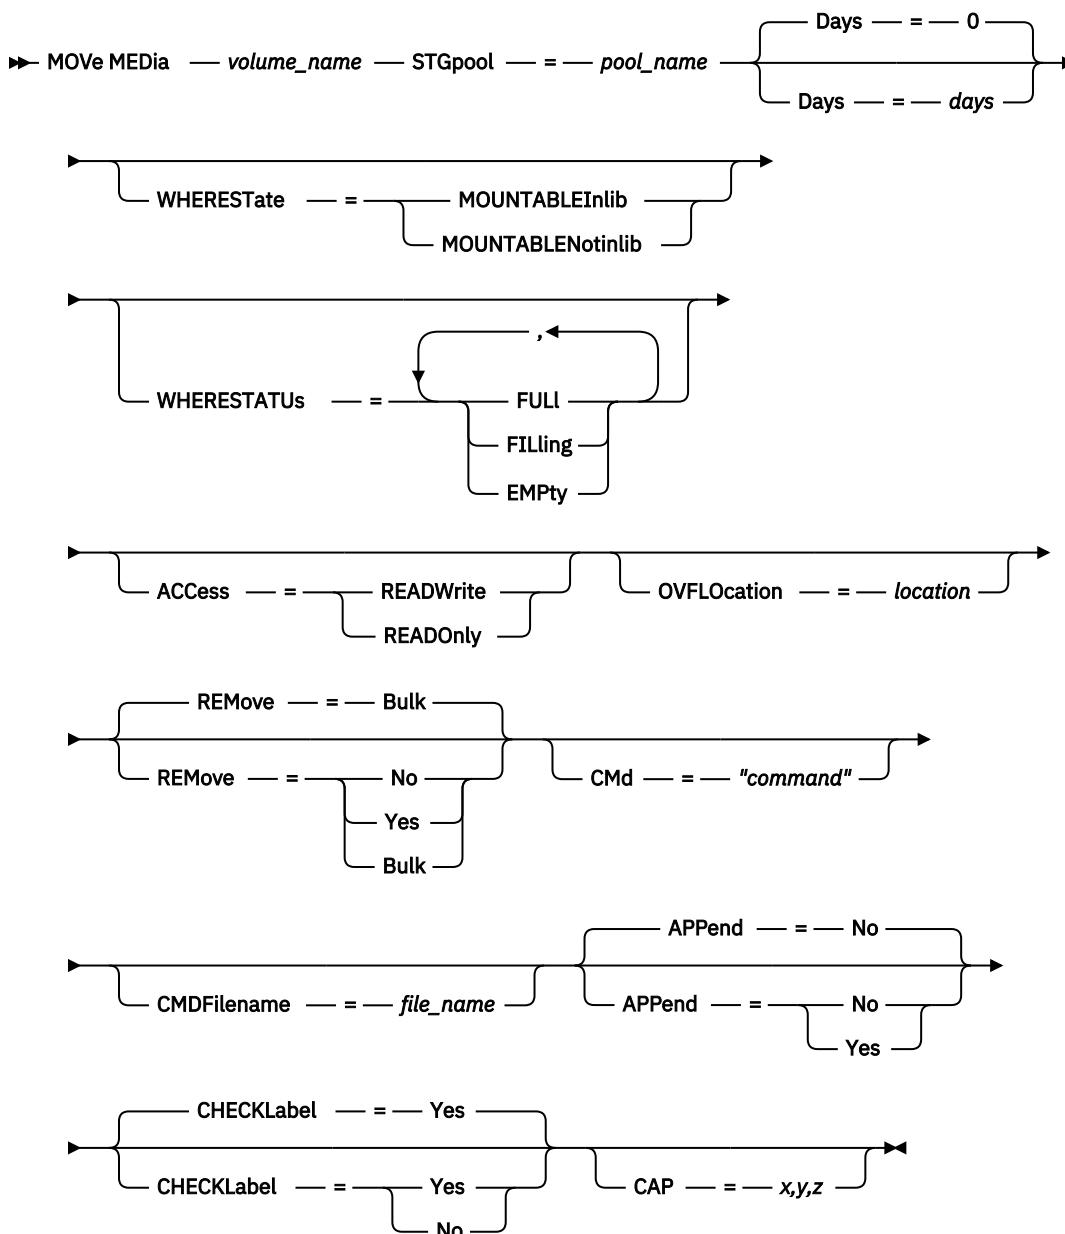 Days = 0
MOVe MEDia volume_name STGpool = pool_name
Days = days
WHERESTate = MOUNTABLEInlib
MOUNTABLENotinlib
,
WHERESTATUs = FULl
FILling
EMPty
ACCess = READWrite OVFLOcation = location
READOnly
REMove = Bulk
REMove = No CMd = "command"
Yes
Bulk
APPend = No
CMDFilename = file_name APPend = No
Yes
CHECKLabel = Yes
CHECKLabel = Yes CAP = x,y,z
No